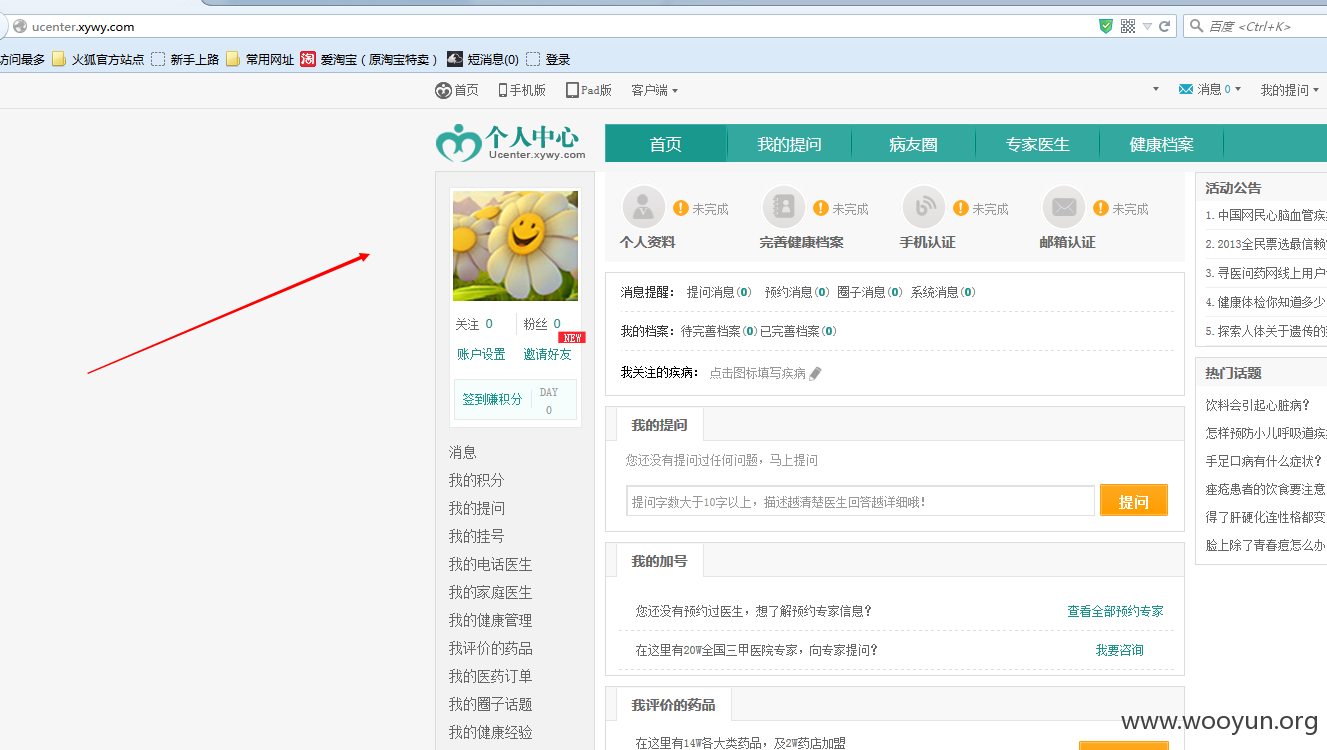 ucenter.xywy.com
百度 <Ctrl+K>
访问最多 火狐官方站点 新手上路 常用网址 淘 爱淘宝（原淘宝特卖） 短消息(0) 登录
首页 手机版 Pad版 客户端 消息 0 我的提问
个人中心
Ucenter.xywy.com
首页 我的提问 病友圈 专家医生 健康档案
未完成 未完成 未完成 未完成
个人资料 完善健康档案 手机认证 邮箱认证
关注 0 粉丝 0
NEW
账户设置 邀请好友
签到赚积分 DAY
0
消息
我的积分
我的提问
我的挂号
我的电话医生
我的家庭医生
我的健康管理
我评价的药品
我的医药订单
我的圈子话题
我的健康经验
消息提醒： 提问消息(0) 预约消息(0) 圈子消息(0) 系统消息(0)
我的档案：待完善档案(0)已完善档案(0)
我关注的疾病： 点击图标填写疾病
我的提问
您还没有提问过任何问题，马上提问
提问字数大于10字以上，描述越清楚医生回答越详细哦！
提问
我的加号
您还没有预约过医生，想了解预约专家信息？ 查看全部预约专家
在这里有20W全国三甲医院专家，向专家提问？ 我要咨询
我评价的药品
在这里有14W各大类药品，及2W药店加盟
活动公告
1. 中国网民心脑血管疾
2. 2013全民票选最信赖
3. 寻医问药网线上用户
4. 健康体检你知道多少
5. 探索人体关于遗传的
热门话题
饮料会引起心脏病？
怎样预防小儿呼吸道疾
手足口病有什么症状？
痤疮患者的饮食要注意
得了肝硬化连性格都变
脸上除了青春痘怎么办
www.wooyun.org